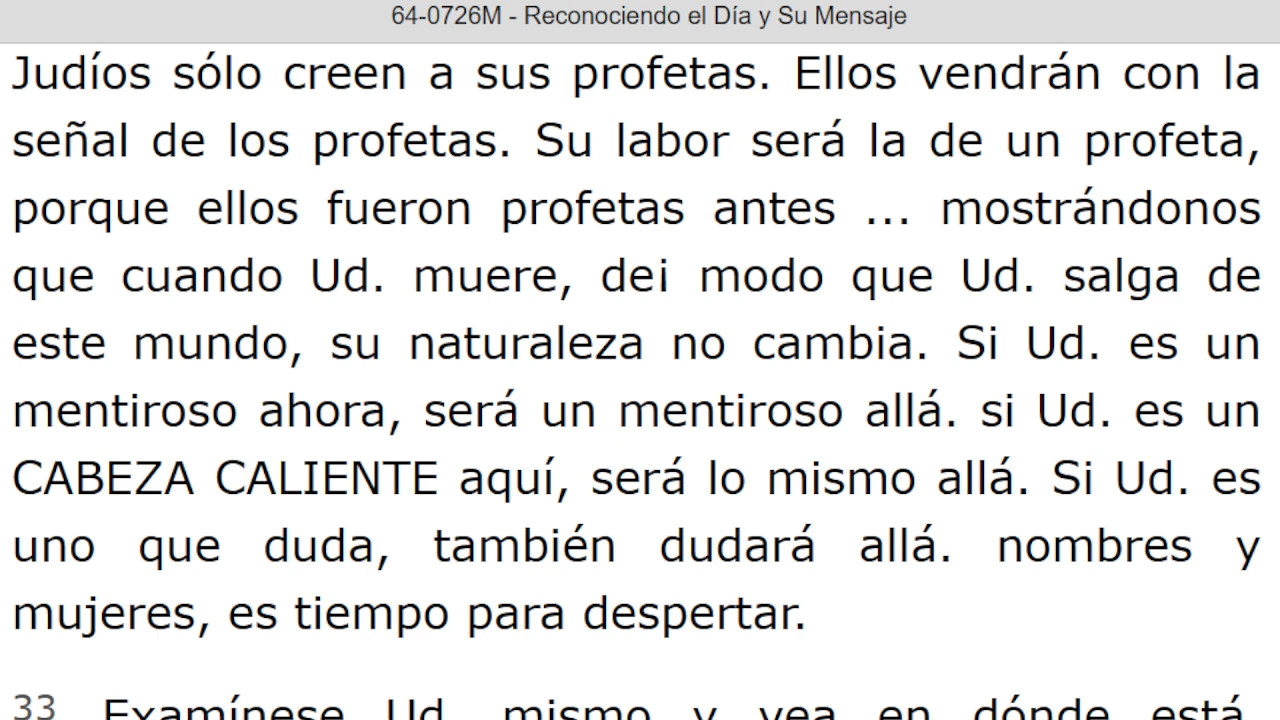 64-0726M - Reconociendo el Día y Su Mensaje
Judíos sólo creen a sus profetas. Ellos vendrán con la
señal de los profetas. Su labor será la de un profeta,
porque ellos fueron profetas antes ... mostrándonos
que cuando Ud. muere, dei modo que Ud. salga de
este mundo, su naturaleza no cambia. Si Ud. es un
mentiroso ahora, será un mentiroso allá. si Ud. es un
CABEZA CALIENTE aquí, será lo mismo allá. Si Ud. es
uno que duda, también dudará allá. nombres y
mujeres, es tiempo para despertar.
33 Examínese Ud. mismo y vea en dónde está.